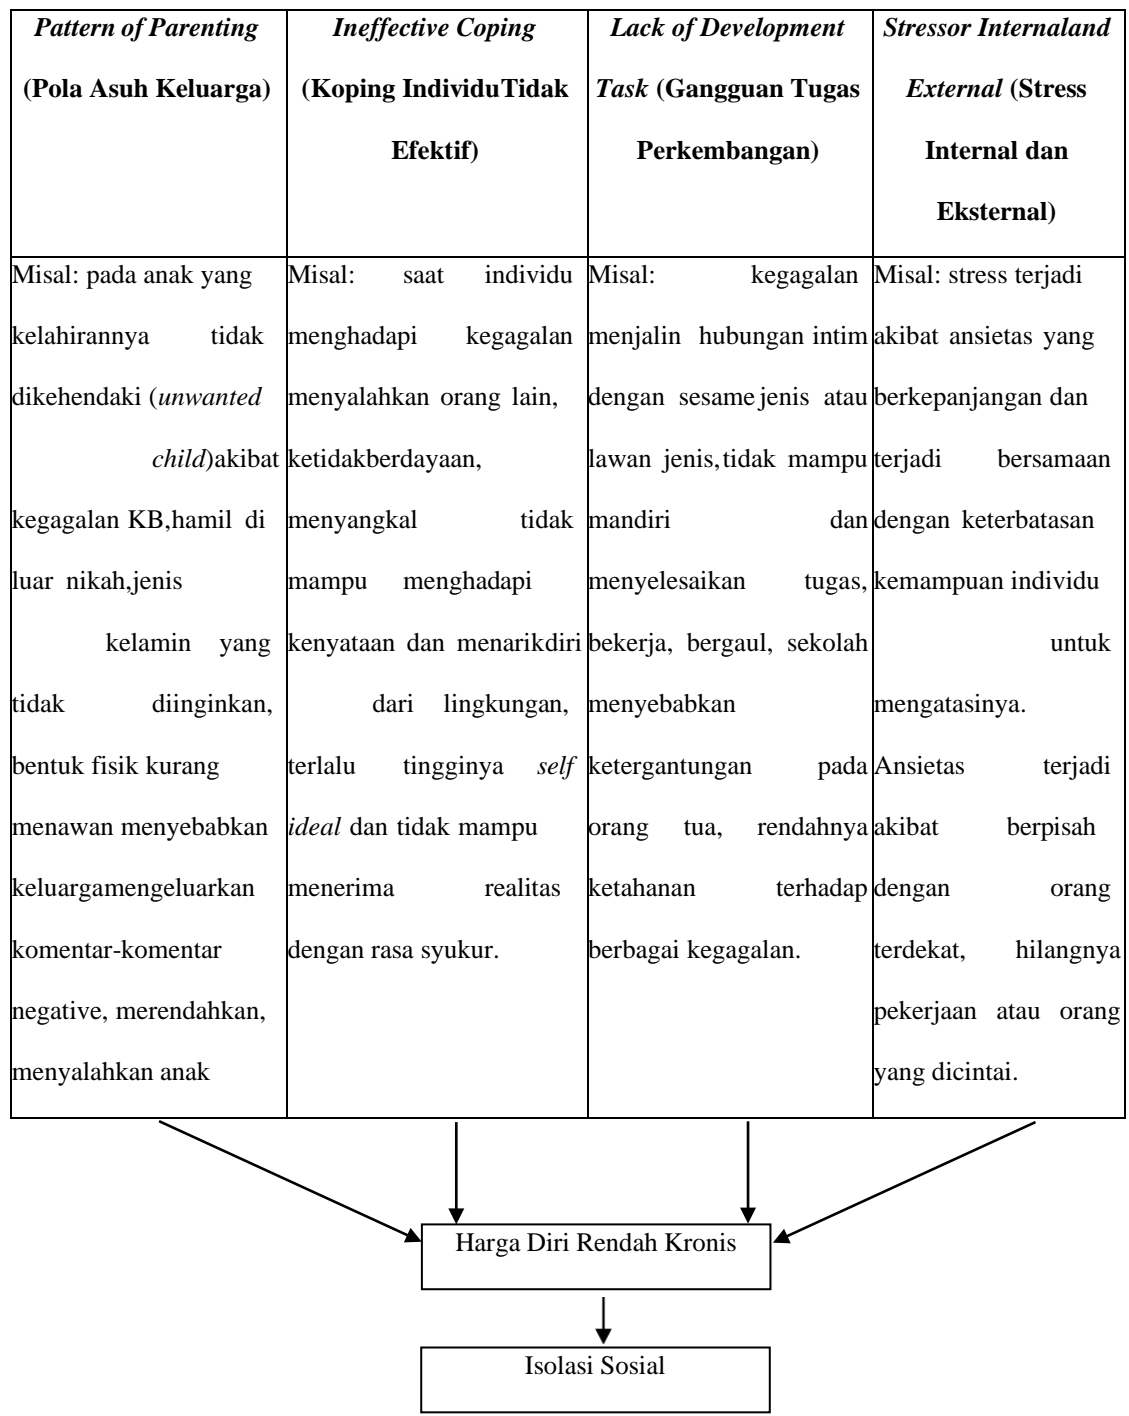 Pattern of Parenting
(Pola Asuh Keluarga)
Ineffective Coping
(Koping IndividuTidak
Efektif)
Lack of Development
Task (Gangguan Tugas
Perkembangan)
Stressor Internaland
External (Stress
Internal dan
Eksternal)
Misal: pada anak yang
kelahirannya tidak
dikehendaki (unwanted
child)akibat
kegagalan KB,hamil di
luar nikah,jenis
kelamin yang
tidak diinginkan,
bentuk fisik kurang
menawan menyebabkan
keluargamengeluarkan
komentar-komentar
negative, merendahkan,
menyalahkan anak
Misal: saat individu
menghadapi kegagalan
menyalahkan orang lain,
ketidakberdayaan,
menyangkal tidak
mampu menghadapi
kenyataan dan menarikdiri
dari lingkungan,
terlalu tingginya self
ideal dan tidak mampu
menerima realitas
dengan rasa syukur.
Misal: kegagalan
menjalin hubungan intim
dengan sesame jenis atau
lawan jenis,tidak mampu
mandiri dan
menyelesaikan tugas,
bekerja, bergaul, sekolah
menyebabkan
ketergantungan pada
orang tua, rendahnya
ketahanan terhadap
berbagai kegagalan.
Misal: stress terjadi
akibat ansietas yang
berkepanjangan dan
terjadi bersamaan
dengan keterbatasan
kemampuan individu
untuk
mengatasinya.
Ansietas terjadi
akibat berpisah
dengan orang
terdekat, hilangnya
pekerjaan atau orang
yang dicintai.
Harga Diri Rendah Kronis
Isolasi Sosial